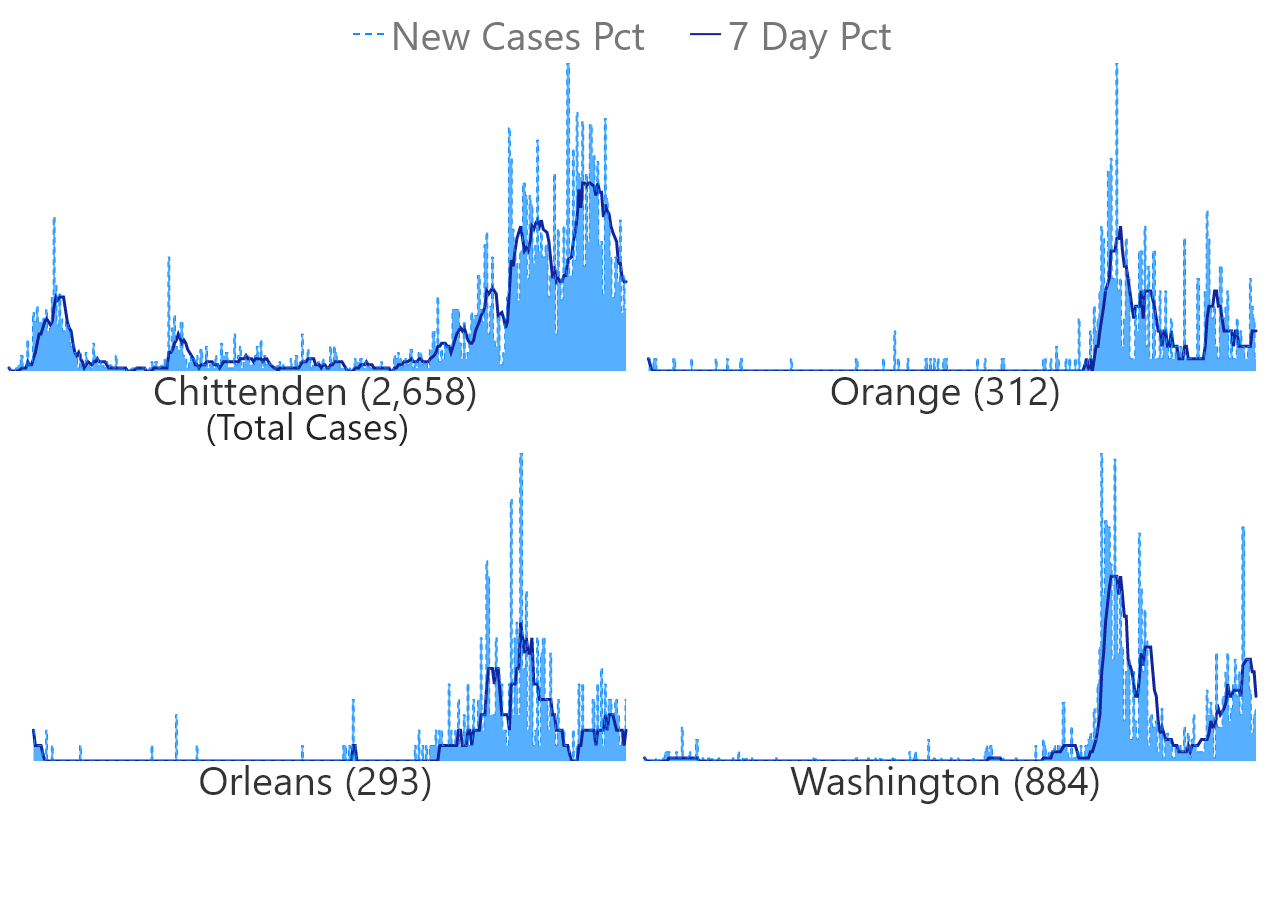 New Cases Pct 7 Day Pct
Chittenden (2,658) Orange (312)
(Total Cases)
Orleans (293) Washington (884)